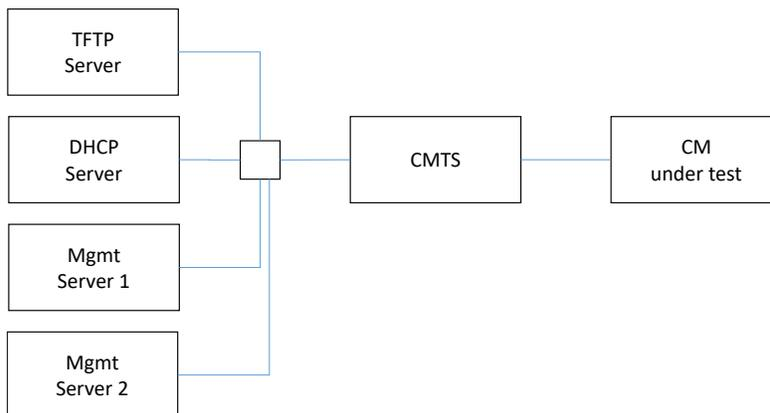 TFTP
Server
DHCP
Server
CMTS
CM
under test
Mgmt
Server 1
Mgmt
Server 2